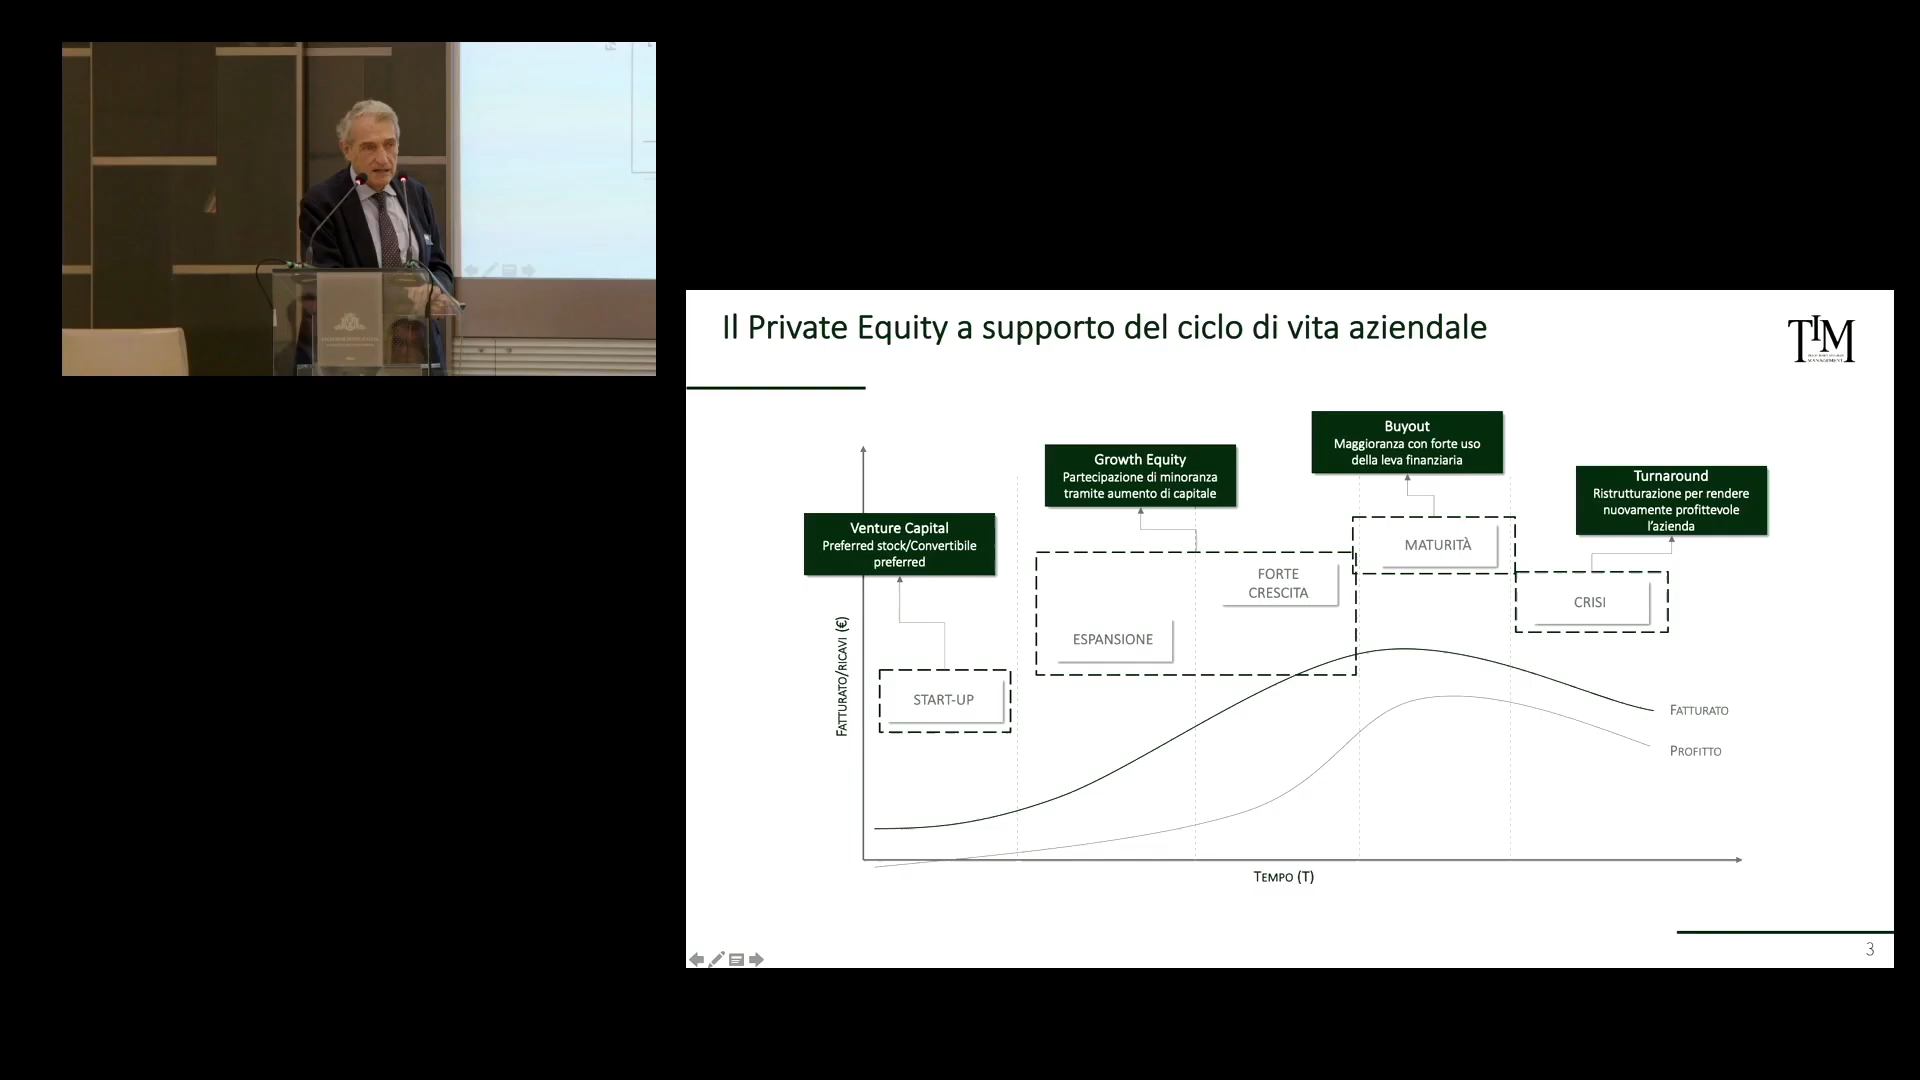 Il Private Equity a supporto del ciclo di vita aziendale
TIM
MANAGEMENT
Buyout
Maggioranza con forte uso
della leva finanziaria
Growth Equity
Partecipazione di minoranza
tramite aumento di capitale
Turnaround
Ristrutturazione per rendere
nuovamente profittevole
l'azienda
Venture Capital
Preferred stock/Convertibile
preferred
MATURITÀ
FORTE
CRESCITA
CRISI
ESPANSIONE
START-UP
FATTURATO/RICAVI (€)
FATTURATO
PROFITTO
TEMPO (T)
3